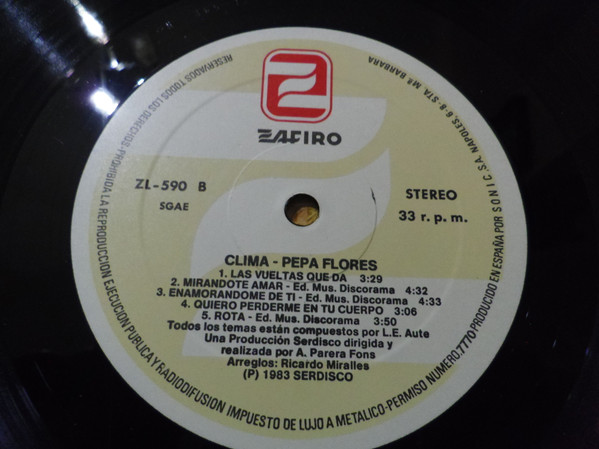 ZAFIRO
ZL-590 B
SGAE
STEREO
33 r. p. m.
CLIMA - PEPA FLORES
1. LAS VUELTAS QUE DA 3:29
2. MIRANDOTE AMAR - Ed. Mus. Discorama 4:32
3. ENAMORANDOME DE TI - Ed. Mus. Discorama 4:33
4. QUIERO PERDERME EN TU CUERPO 3:06
5. ROTA - Ed. Mus. Discorama 3:50
Todos los temas están compuestos por L.E. Aute
Una Producción Serdisco dirigida y
realizada por A. Parera Fons
Arreglos: Ricardo Miralles
(P) 1983 SERDISCO
RESERVADOS TODOS LOS DERECHOS-PROHIBIDA LA REPRODUCCION EJECUCION PUBLICA Y RADIODIFUSION IMPUESTO DE LUJO A METALICO-PERMISO NUMERO.7770 PRODUCIDO EN ESPAÑA POR SONIC, S.A. NAPOLES, 6-8 - STA. Mª BARBARA